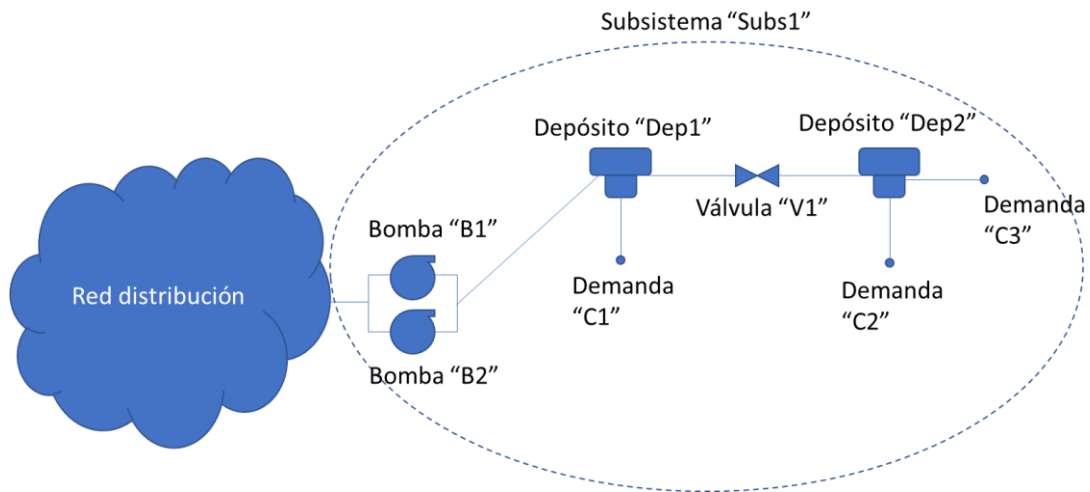 Subsistema “Subs1”
Depósito “Dep1”
Depósito “Dep2”
Bomba “B1”
Válvula “V1”
Demanda
“C3”
Red distribución
Demanda
“C1”
Demanda
“C2”
Bomba “B2”